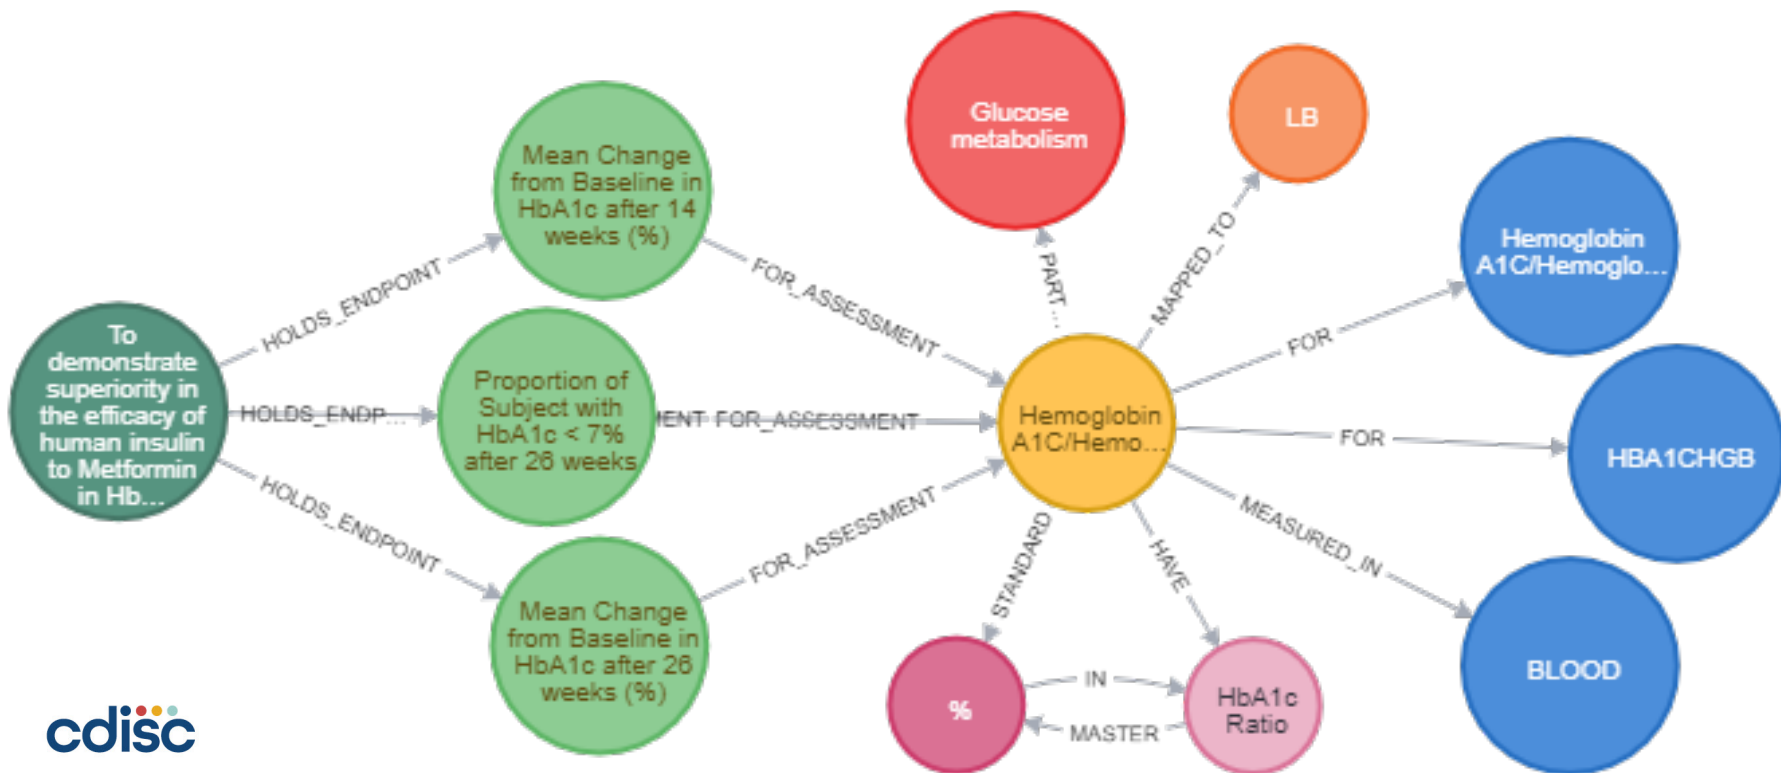 To
demonstrate
superiority in
the efficacy of
human insulin
to Metformin
in Hb...
HOLDS_ENDPOINT
HOLDS_ENDP...
HOLDS_ENDPOINT
Mean Change
from Baseline in
HbA1c after 14
weeks (%)
Proportion of
Subject with
HbA1c < 7%
after 26 weeks
Mean Change
from Baseline in
HbA1c after 26
weeks (%)
FOR_ASSESSMENT
MENT FOR_ASSESSMENT
FOR_ASSESSMENT
Glucose
metabolism
PART...
LB
MAPPED_TO
Hemoglobin
A1C/Hemo...
FOR
Hemoglobin
A1C/Hemoglo...
FOR
HBA1CHGB
MEASURED_IN
BLOOD
STANDARD
HAVE
%
IN
MASTER
HbA1c
Ratio
cdisc